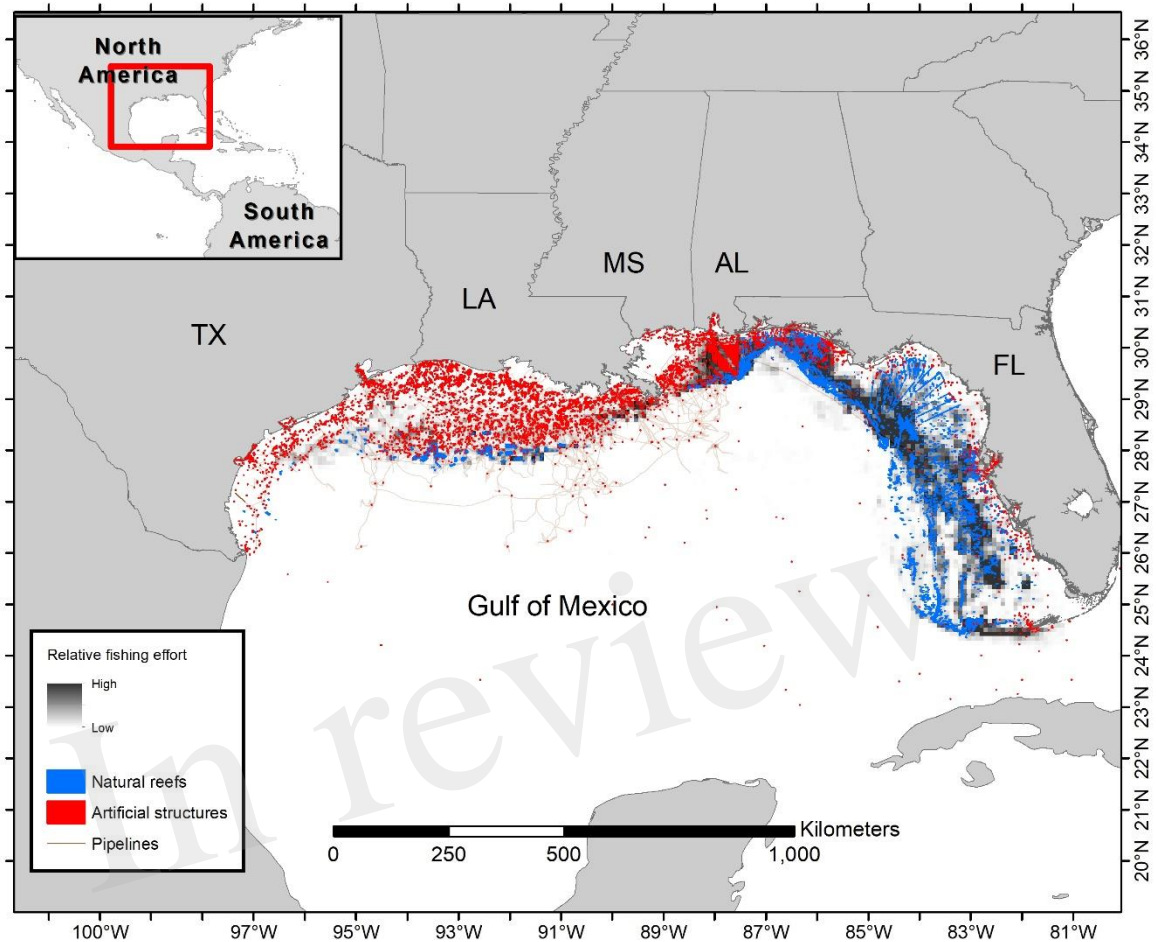 North
America
South
America
MS
AL
LA
TX
FL
Gulf of Mexico
Relative fishing effort
High
Low
Natural reefs
Artificial structures
Pipelines
Kilometers
0
250
500
1,000
In review
36°N
35°N
34°N
33°N
32°N
31°N
30°N
29°N
28°N
27°N
26°N
25°N
24°N
23°N
22°N
21°N
20°N
100°W
97°W
95°W
93°W
91°W
89°W
87°W
85°W
83°W
81°W